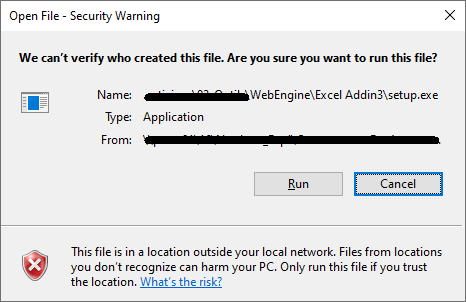 Open File - Security Warning
We can't verify who created this file. Are you sure you want to run this file?
Name: \WebEngine\Excel Addin3\setup.exe
Type: Application
From:
Run Cancel
This file is in a location outside your local network. Files from locations
you don't recognize can harm your PC. Only run this file if you trust
the location. What's the risk?